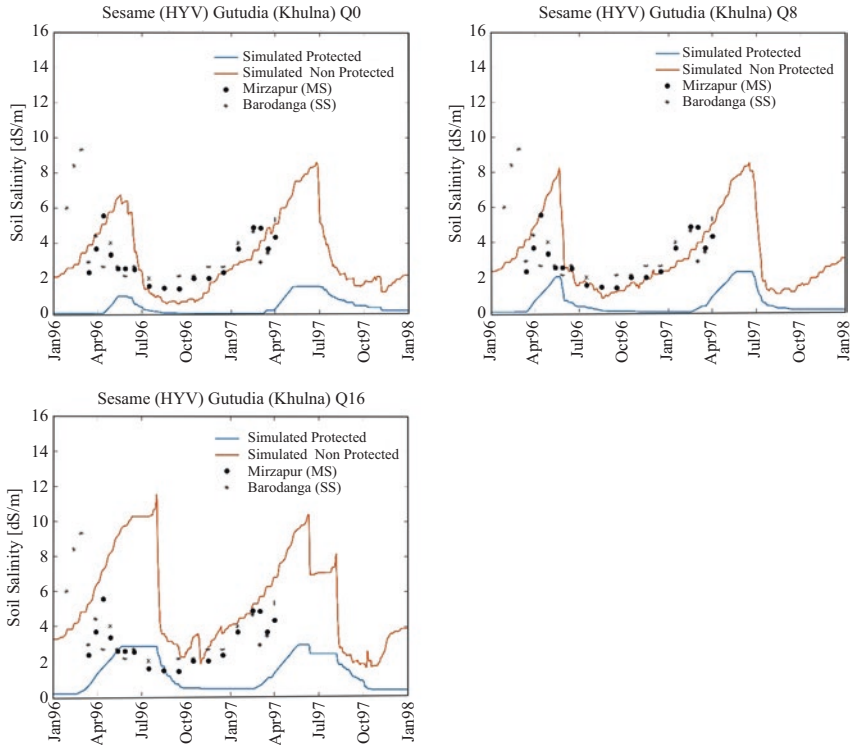 Sesame (HYV) Gutudia (Khulna) Q0
Soil Salinity [dS/m]
16
14
12
10
8
6
4
2
0
Simulated Protected
Simulated Non Protected
Mirzapur (MS)
Barodanga (SS)
Jan96
Apr96
Jul96
Oct96
Jan97
Apr97
Jul97
Oct97
Jan98
Sesame (HYV) Gutudia (Khulna) Q8
Soil Salinity [dS/m]
16
14
12
10
8
6
4
2
0
Simulated Protected
Simulated Non Protected
Mirzapur (MS)
Barodanga (SS)
Jan96
Apr96
Jul96
Oct96
Jan97
Apr97
Jul97
Oct97
Jan98
Sesame (HYV) Gutudia (Khulna) Q16
Soil Salinity [dS/m]
16
14
12
10
8
6
4
2
0
Simulated Protected
Simulated Non Protected
Mirzapur (MS)
Barodanga (SS)
Jan96
Apr96
Jul96
Oct96
Jan97
Apr97
Jul97
Oct97
Jan98